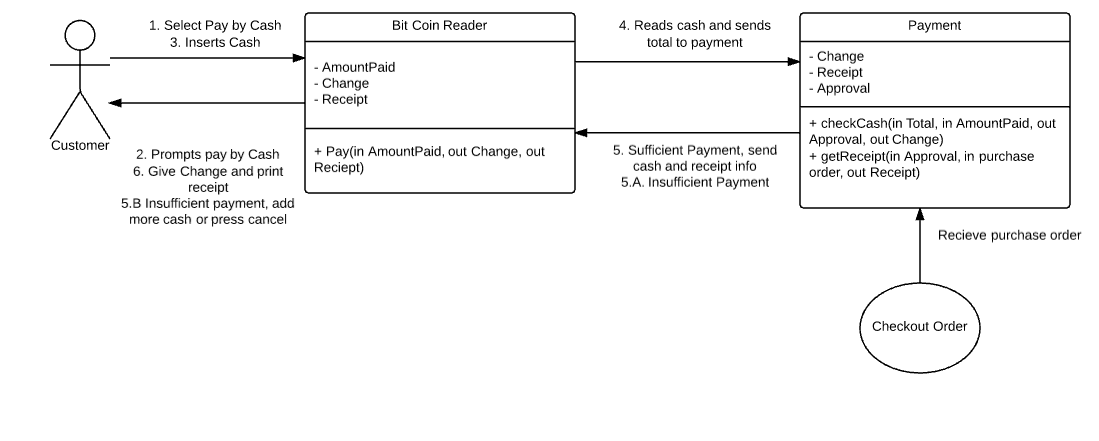 1. Select Pay by Cash
3. Inserts Cash
Customer
2. Prompts pay by Cash
6. Give Change and print
receipt
5.B Insufficient payment, add
more cash or press cancel
Bit Coin Reader
- AmountPaid
- Change
- Receipt
+ Pay(in AmountPaid, out Change, out
Reciept)
4. Reads cash and sends
total to payment
5. Sufficient Payment, send
cash and receipt info
5.A. Insufficient Payment
Payment
- Change
- Receipt
- Approval
+ checkCash(in Total, in AmountPaid, out
Approval, out Change)
+ getReceipt(in Approval, in purchase
order, out Receipt)
Recieve purchase order
Checkout Order